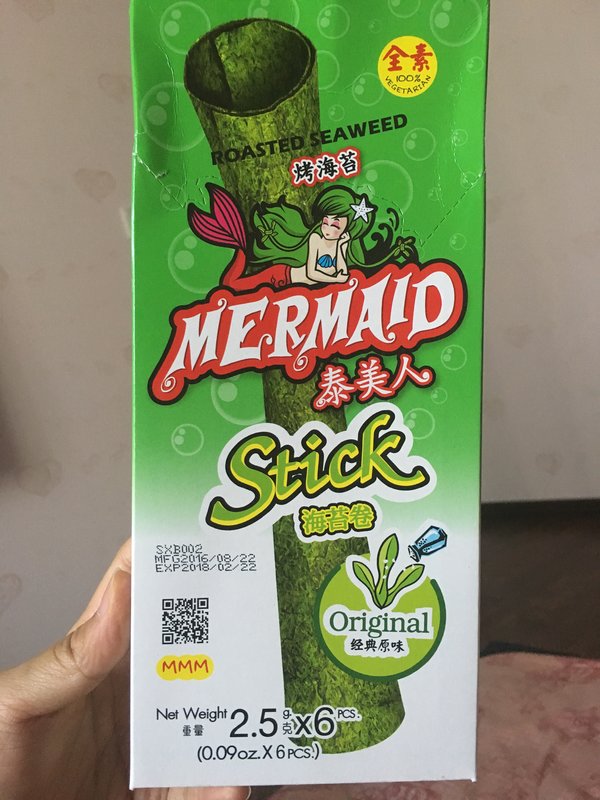 全素
100%
VEGETARIAN
ROASTED SEAWEED
烤海苔
MERMAID
泰美人
Stick
海苔卷
SXB002
MFG2016/08/22
EXP2018/02/22
Original
经典原味
MMM
Net Weight 2.5 g x6 PCS.
重量 克
(0.09oz.X 6 PCS.)